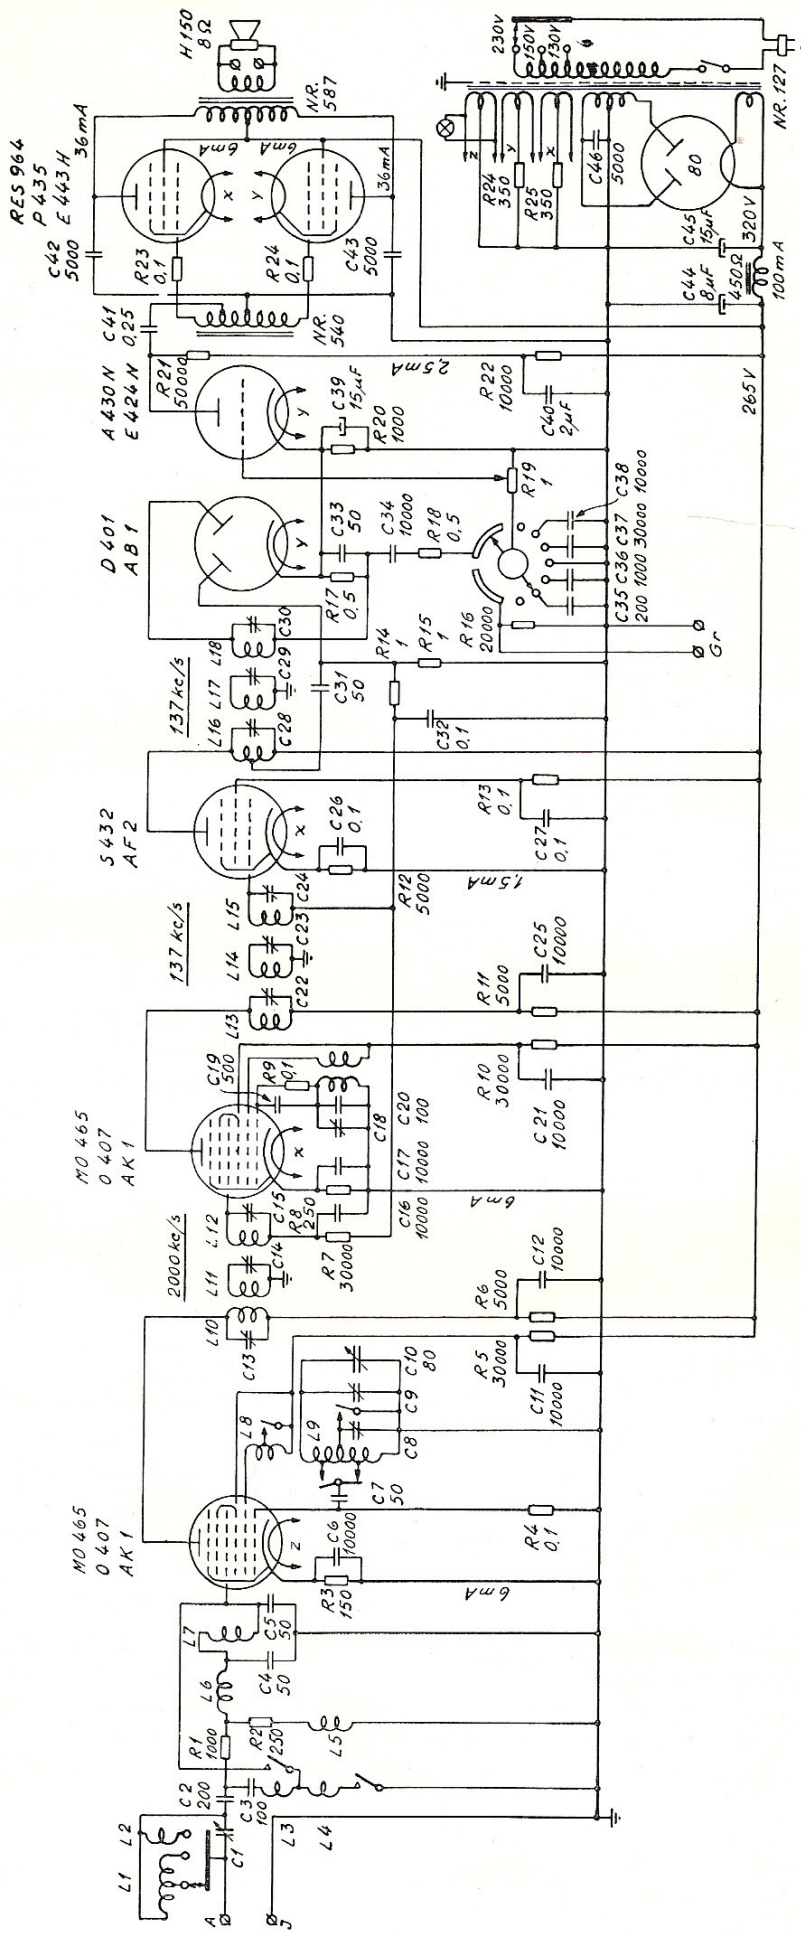 A
J
L1
L2
C1
C2
200
C3
100
L3
L4
R1
1000
R2
250
L5
L6
L7
C4
50
C5
50
MO 465
O 407
AK1
Z
R3
150
C6
10000
6mA
R4
0,1
C7
50
L8
L9
C8
C9
C10
80
R5
30000
C11
10000
R6
5000
C12
10000
2000 kc/s
L10
C13
L11
C14
L12
C15
MO 465
O 407
AK1
x
R7
30000
R8
250
C16
10000
C17
10000
C18
C19
500
R9
0,1
C20
100
6mA
R10
30000
C21
10000
R11
5000
C25
10000
137 kc/s
L13
C22
L14
C23
L15
C24
S432
AF2
x
C26
0,1
R12
5000
1,5mA
R13
0,1
C27
0,1
137 kc/s
L16
C28
L17
C29
L18
C30
C31
50
C32
0,1
R14
1
R15
1
R16
20000
Gr
D401
AB1
y
R17
0,5
C33
50
C34
10000
R18
0,5
R19
1
C35 C36 C37 C38
200 1000 30000 10000
A430N
E424N
y
C39
15µF
R20
1000
R21
50000
2,5mA
R22
10000
C40
2µF
C41
0,25
NR.
540
RES 964
P 435
E 443H
C42
5000
R23
0,1
R24
0,1
C43
5000
x
y
36mA
6mA
6mA
36mA
NR.
587
H150
8Ω
265V
100mA
450Ω
C44
8µF
C45
15µF
320V
80
C46
5000
R24
350
R25
350
z
y
x
230V
150V
130V
NR. 127